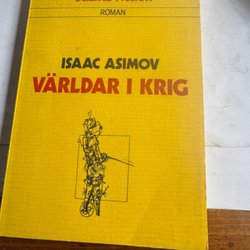 ROMAN
ISAAC ASIMOV
VÄRLDAR I KRIG